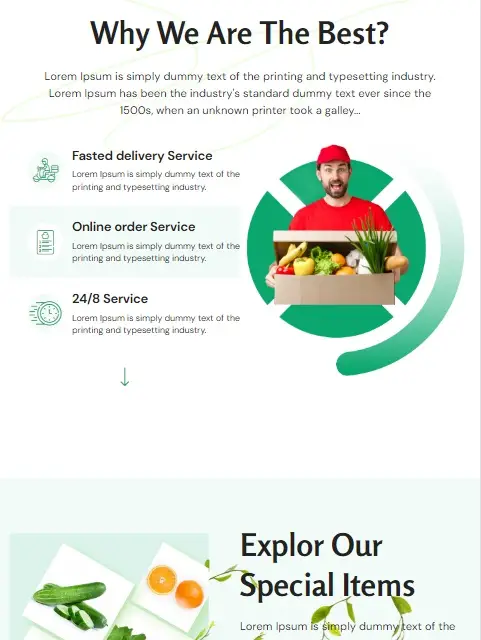 Why We Are The Best?
Lorem Ipsum is simply dummy text of the printing and typesetting industry.
Lorem Ipsum has been the industry's standard dummy text ever since the
1500s, when an unknown printer took a galley...
Fasted delivery Service
Lorem Ipsum is simply dummy text of the
printing and typesetting industry.
Online order Service
Lorem Ipsum is simply dummy text of the
printing and typesetting industry.
24/8 Service
Lorem Ipsum is simply dummy text of the
printing and typesetting industry.
Explor Our
Special Items
Lorem Ipsum is simply dummy text of the